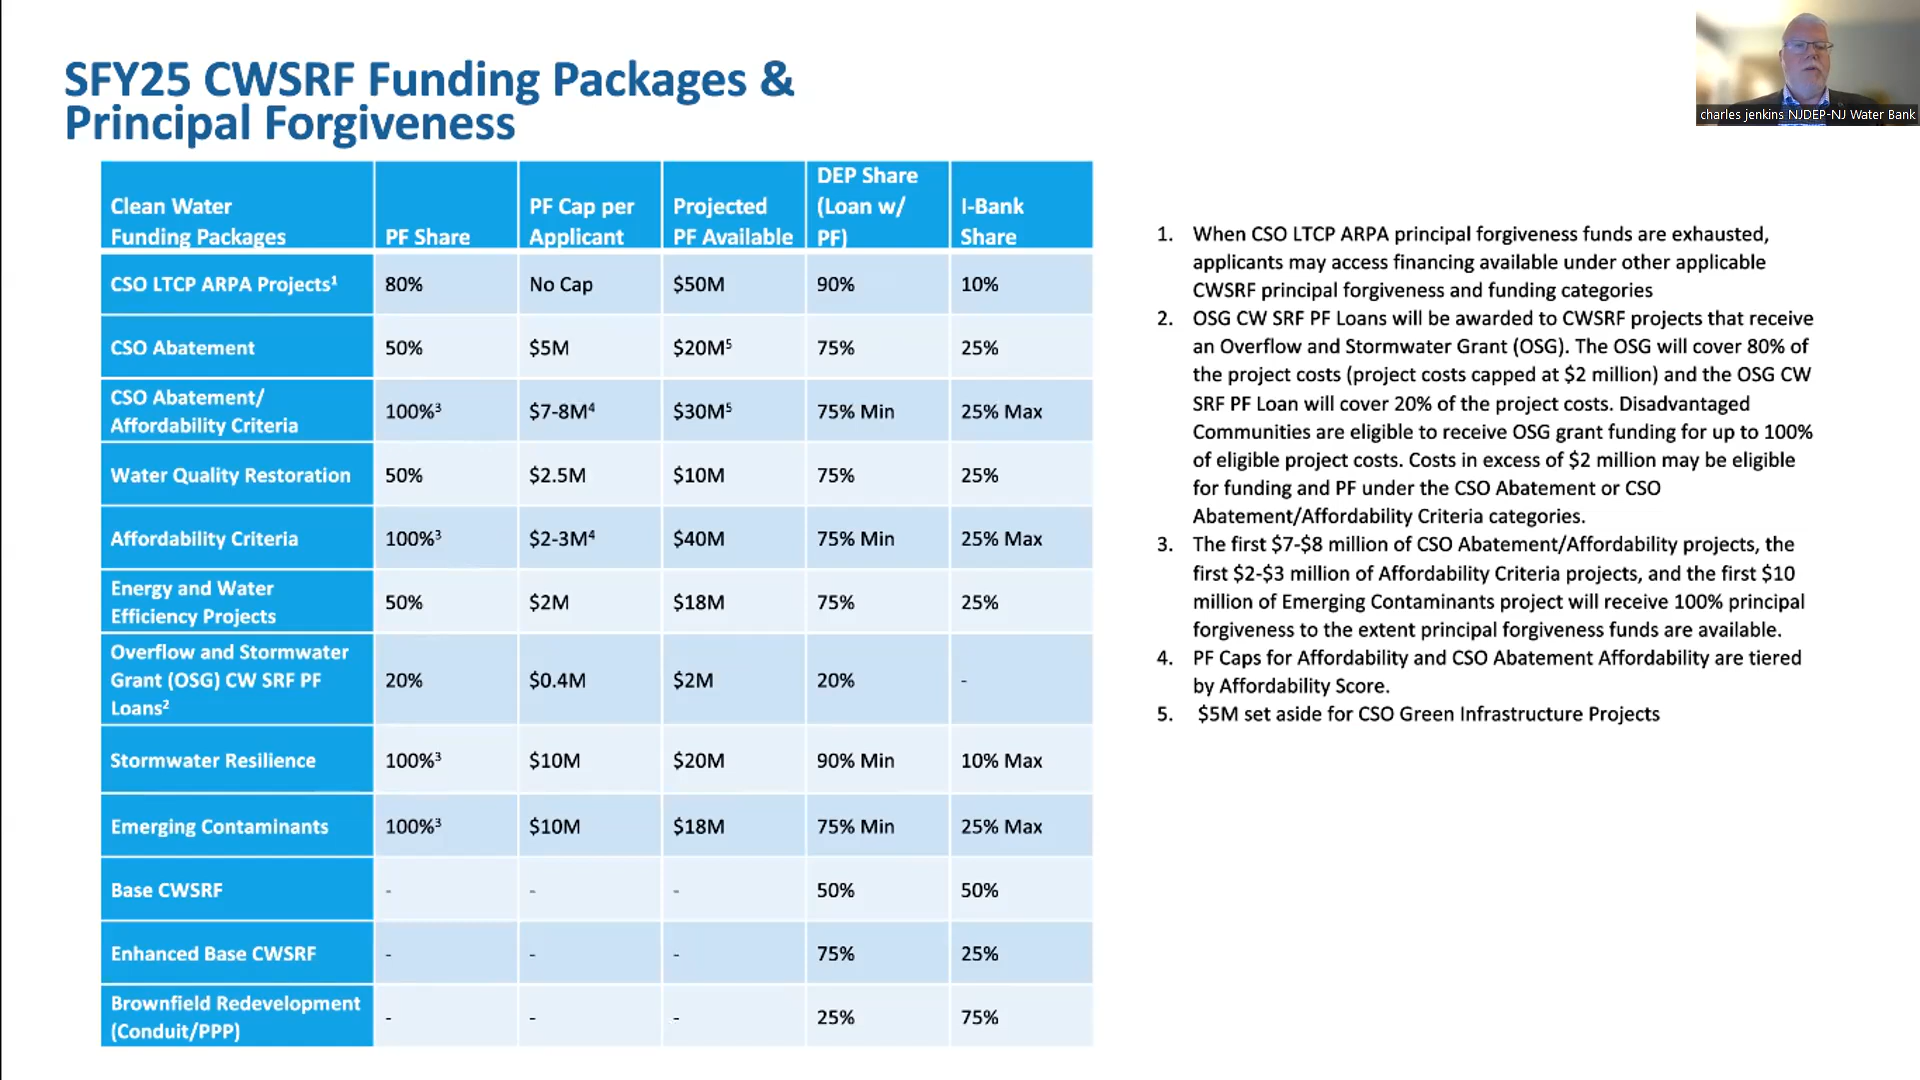 SFY25 CWSRF Funding Packages &
Principal Forgiveness
charles jenkins NJDEP-NJ Water Bank
Clean Water
Funding Packages
PF Share
PF Cap per
Applicant
Projected
PF Available
DEP Share
(Loan w/
PF)
I-Bank
Share
CSO LTCP ARPA Projects¹ 80% No Cap $50M 90% 10%
CSO Abatement 50% $5M $20M⁵ 75% 25%
CSO Abatement/
Affordability Criteria 100%³ $7-8M⁴ $30M⁵ 75% Min 25% Max
Water Quality Restoration 50% $2.5M $10M 75% 25%
Affordability Criteria 100%³ $2-3M⁴ $40M 75% Min 25% Max
Energy and Water
Efficiency Projects 50% $2M $18M 75% 25%
Overflow and Stormwater
Grant (OSG) CW SRF PF
Loans² 20% $0.4M $2M 20% -
Stormwater Resilience 100%³ $10M $20M 90% Min 10% Max
Emerging Contaminants 100%³ $10M $18M 75% Min 25% Max
Base CWSRF - - - 50% 50%
Enhanced Base CWSRF - - - 75% 25%
Brownfield Redevelopment
(Conduit/PPP) - - - 25% 75%
1. When CSO LTCP ARPA principal forgiveness funds are exhausted,
applicants may access financing available under other applicable
CWSRF principal forgiveness and funding categories
2. OSG CW SRF PF Loans will be awarded to CWSRF projects that receive
an Overflow and Stormwater Grant (OSG). The OSG will cover 80% of
the project costs (project costs capped at $2 million) and the OSG CW
SRF PF Loan will cover 20% of the project costs. Disadvantaged
Communities are eligible to receive OSG grant funding for up to 100%
of eligible project costs. Costs in excess of $2 million may be eligible
for funding and PF under the CSO Abatement or CSO
Abatement/Affordability Criteria categories.
3. The first $7-$8 million of CSO Abatement/Affordability projects, the
first $2-$3 million of Affordability Criteria projects, and the first $10
million of Emerging Contaminants project will receive 100% principal
forgiveness to the extent principal forgiveness funds are available.
4. PF Caps for Affordability and CSO Abatement Affordability are tiered
by Affordability Score.
5. $5M set aside for CSO Green Infrastructure Projects